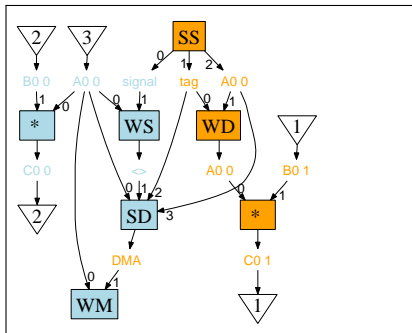 2 3 SS
0 1 2
B0 0 A0 0 signal tag A0 0
1 0 0 1 0 1 1
* WS WD
C0 0 <> A0 0 B0 1
0 1 2 0 1
2 SD 3 *
DMA C0 1
0 1 1
WM